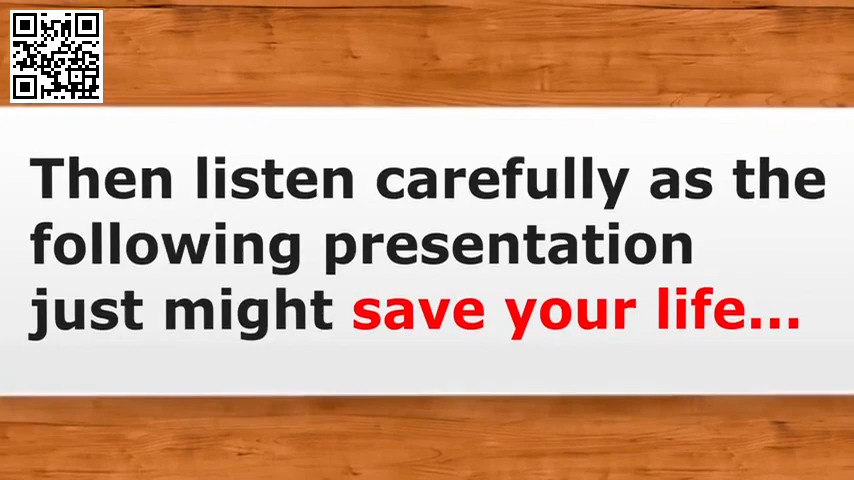 Then listen carefully as the
following presentation
just might save your life...